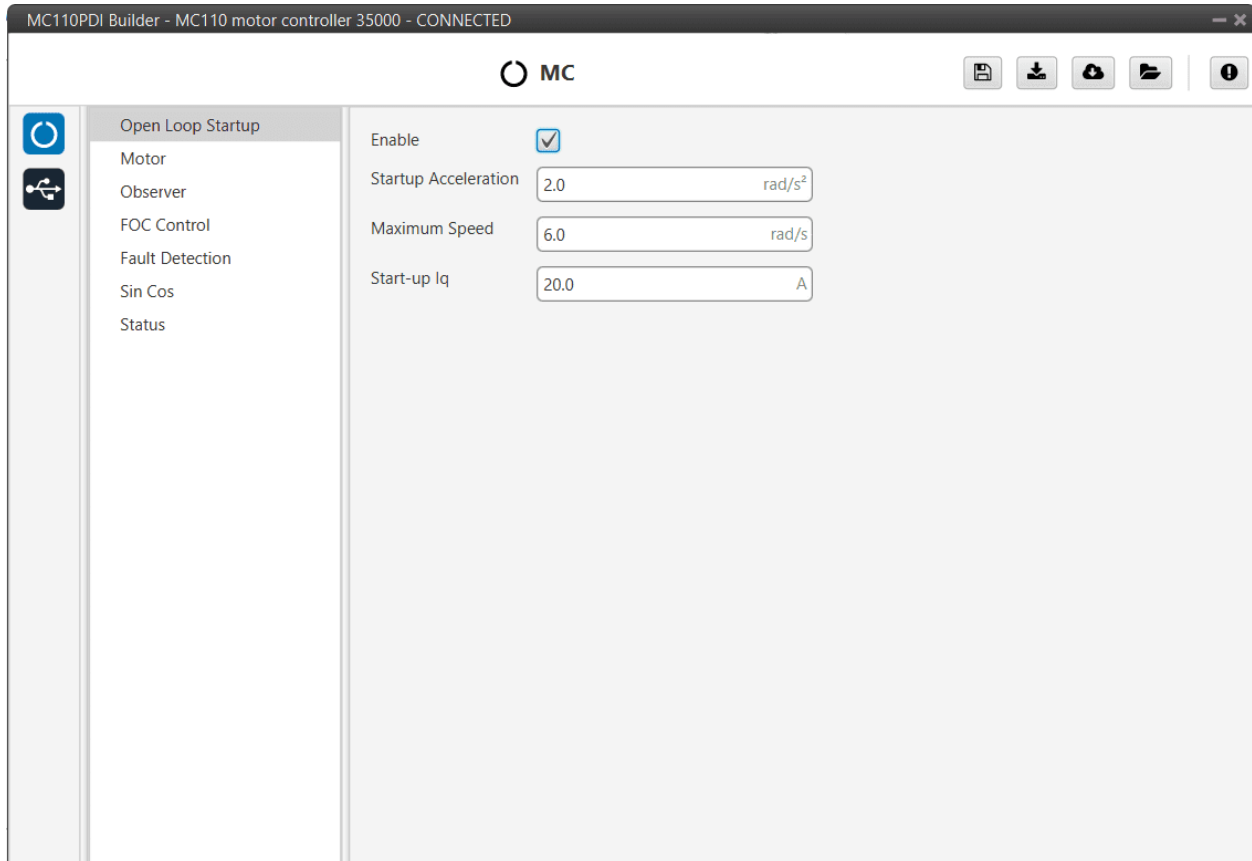 MC110PDI Builder - MC110 motor controller 35000 - CONNECTED
MC
Open Loop Startup
Motor
Observer
FOC Control
Fault Detection
Sin Cos
Status
Enable
Startup Acceleration 2.0 rad/s²
Maximum Speed 6.0 rad/s
Start-up Iq 20.0 A